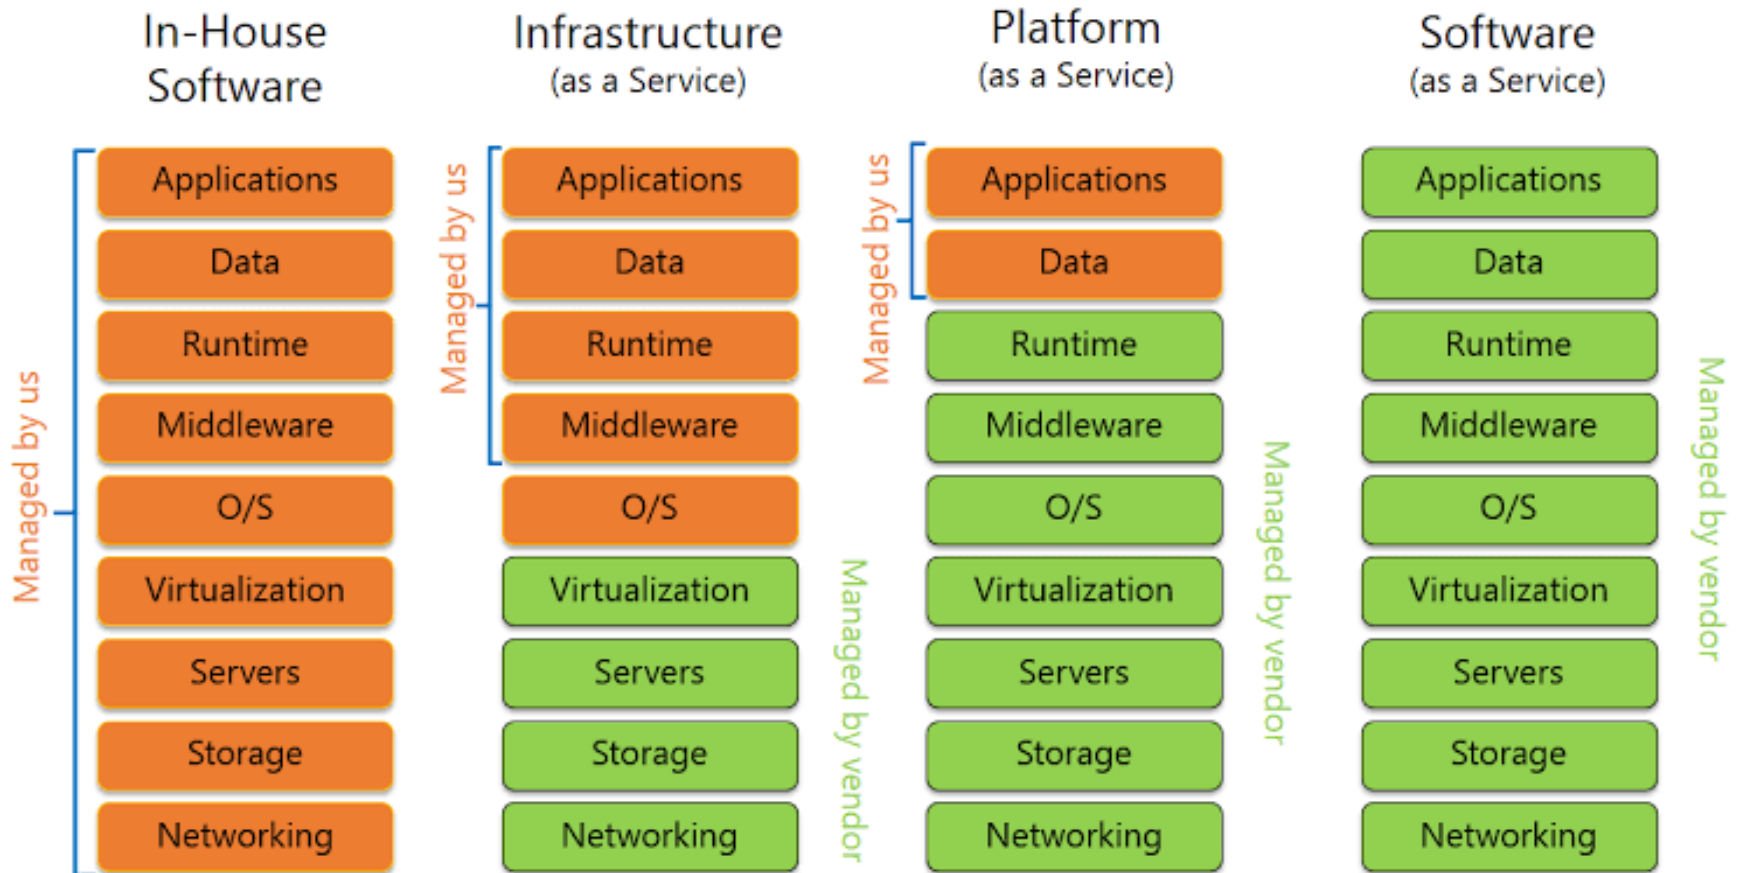 In-House
Software
Managed by us
Applications
Data
Runtime
Middleware
O/S
Virtualization
Servers
Storage
Networking
Infrastructure
(as a Service)
Managed by us
Applications
Data
Runtime
Middleware
O/S
Virtualization
Servers
Storage
Networking
Managed by vendor
Platform
(as a Service)
Managed by us
Applications
Data
Runtime
Middleware
O/S
Virtualization
Servers
Storage
Networking
Managed by vendor
Software
(as a Service)
Applications
Data
Runtime
Middleware
O/S
Virtualization
Servers
Storage
Networking
Managed by vendor